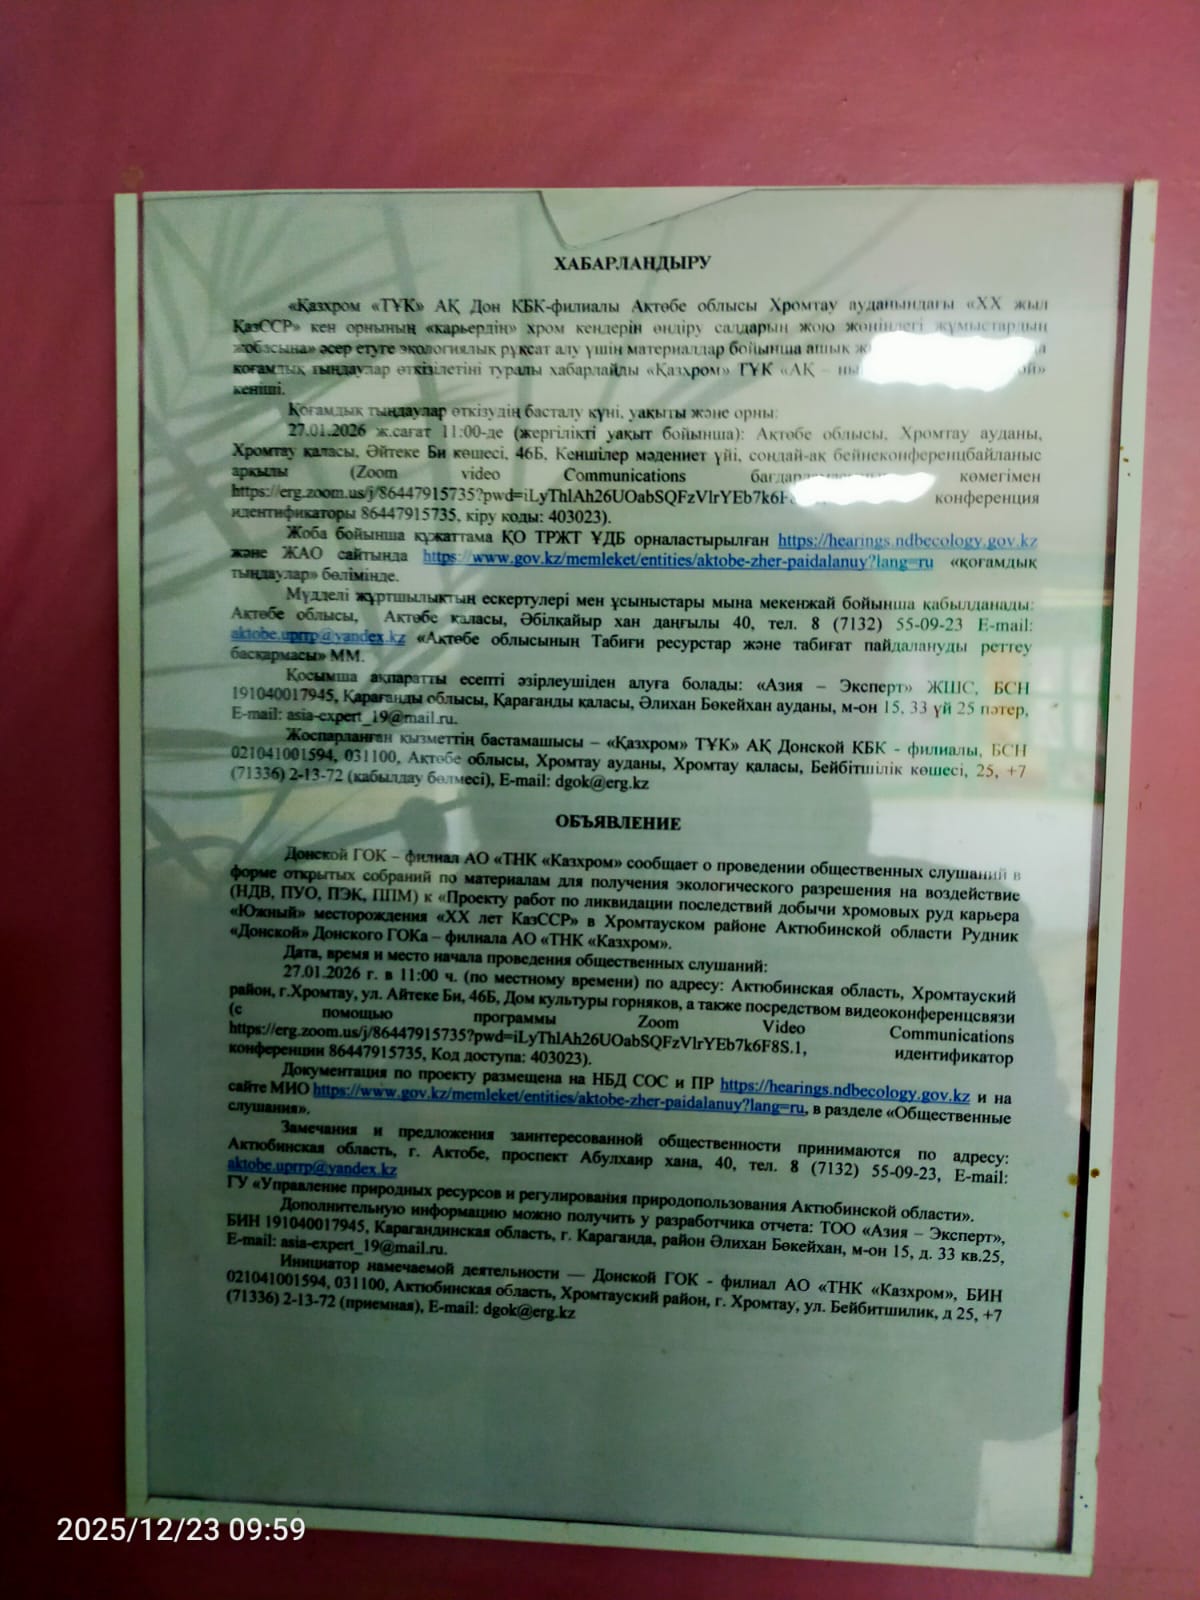 ХАБАРЛАНДЫРУ
«Қазхром «ТҰК» АҚ Дон КБК-филиалы Ақтөбе облысы Хромтау ауданындағы «XX жыл
ҚазССР» кен орнының «карьердің» хром кендерін өндіру салдарын жою жөніндегі жұмыстардың
жобасына» әсер етуге экологиялық рұқсат алу үшін материалдар бойынша ашық
қоғамдық тыңдаулар өткізілетіні туралы хабарлайды «Қазхром» ТҰК «АҚ –
кеніші.
Қоғамдық тыңдаулар өткізудің басталу күні, уақыты және орны:
27.01.2026 ж.сағат 11:00-де (жергілікті уақыт бойынша): Ақтөбе облысы, Хромтау ауданы,
Хромтау қаласы, Әйтеке Би көшесі, 46Б, Кеншілер мәдениет үйі, сондай-ақ бейнеконференцбайланыс
арқылы (Zoom video Communications көмегімен
https://erg.zoom.us/j/86447915735?pwd=iLyThlAh26UOabSQFzVlrYEb7k6F конференция
идентификаторы 86447915735, кіру коды: 403023).
Жоба бойынша құжаттама ҚО ТРЖТ ҰДБ орналастырылған https://hearings.ndbecology.gov.kz
және ЖАО сайтында https://www.gov.kz/memleket/entities/aktobe-zher-paidalanuy?lang=ru «қоғамдық
тыңдаулар» бөлімінде.
Мүдделі жұртшылықтың ескертулері мен ұсыныстары мына мекенжай бойынша қабылданады:
Ақтөбе облысы, Ақтөбе қаласы, Әбілқайыр хан даңғылы 40, тел. 8 (7132) 55-09-23 E-mail:
aktobe.uprrp@yandex.kz «Ақтөбе облысының Табиғи ресурстар және табиғат пайдалануды реттеу
басқармасы» ММ.
Қосымша ақпаратты есепті әзірлеушіден алуға болады: «Азия – Эксперт» ЖШС, БСН
191040017945, Қарағанды облысы, Қарағанды қаласы, Әлихан Бөкейхан ауданы, м-он 15, 33 үй 25 пәтер,
E-mail: asia-expert_19@mail.ru.
Жоспарланған қызметтің бастамашысы – «Қазхром» ТҰК» АҚ Донской КБК - филиалы, БСН
021041001594, 031100, Ақтөбе облысы, Хромтау ауданы, Хромтау қаласы, Бейбітшілік көшесі, 25, +7
(71336) 2-13-72 (қабылдау бөлмесі), E-mail: dgok@erg.kz
ОБЪЯВЛЕНИЕ
Донской ГОК – филиал АО «ТНК «Казхром» сообщает о проведении общественных слушаний в
форме открытых собраний по материалам для получения экологического разрешения на воздействие
(НДВ, ПУО, ПЭК, ППМ) к «Проекту работ по ликвидации последствий добычи хромовых руд карьера
«Южный» месторождения «XX лет КазССР» в Хромтауском районе Актюбинской области Рудник
«Донской» Донского ГОКа – филиала АО «ТНК «Казхром».
Дата, время и место начала проведения общественных слушаний:
27.01.2026 г. в 11:00 ч. (по местному времени) по адресу: Актюбинская область, Хромтауский
район, г.Хромтау, ул. Айтеке Би, 46Б, Дом культуры горняков, а также посредством видеоконференцсвязи
(с помощью программы Zoom Video Communications
https://erg.zoom.us/j/86447915735?pwd=iLyThlAh26UOabSQFzVlrYEb7k6F8S.1, идентификатор
конференции 86447915735, Код доступа: 403023).
Документация по проекту размещена на НБД СОС и ПР https://hearings.ndbecology.gov.kz и на
сайте МИО https://www.gov.kz/memleket/entities/aktobe-zher-paidalanuy?lang=ru, в разделе «Общественные
слушания».
Замечания и предложения заинтересованной общественности принимаются по адресу:
Актюбинская область, г. Актобе, проспект Абулхаир хана, 40, тел. 8 (7132) 55-09-23, E-mail:
aktobe.uprrp@yandex.kz
ГУ «Управление природных ресурсов и регулирования природопользования Актюбинской области».
Дополнительную информацию можно получить у разработчика отчета: ТОО «Азия – Эксперт»,
БИН 191040017945, Карагандинская область, г. Караганда, район Әлихан Бөкейхан, м-он 15, д. 33 кв.25,
E-mail: asia-expert_19@mail.ru.
Инициатор намечаемой деятельности — Донской ГОК - филиал АО «ТНК «Казхром», БИН
021041001594, 031100, Актюбинская область, Хромтауский район, г. Хромтау, ул. Бейбитшилик, д 25, +7
(71336) 2-13-72 (приемная), E-mail: dgok@erg.kz
2025/12/23 09:59